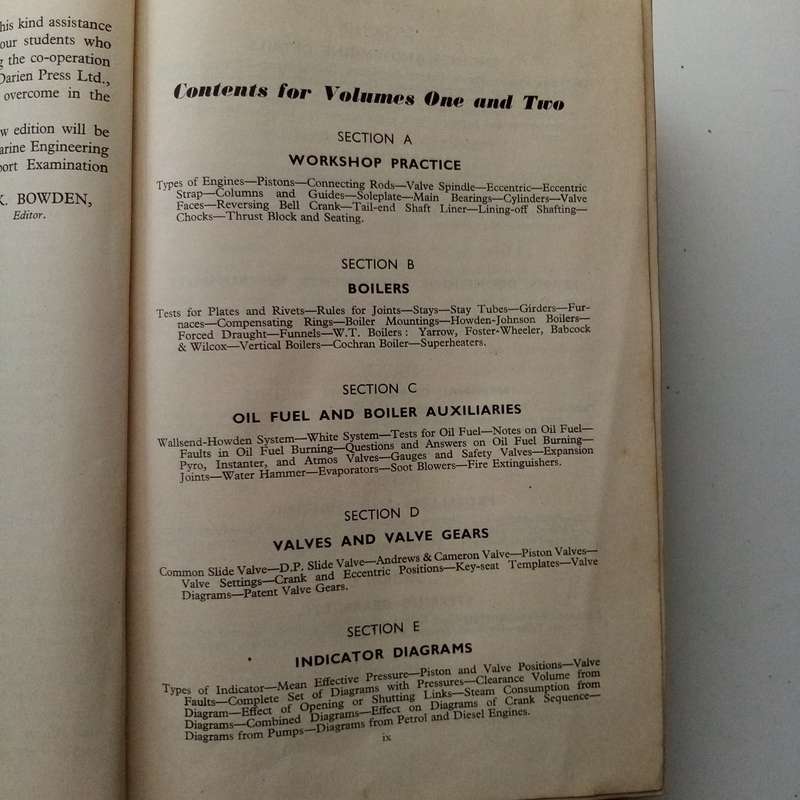 his kind assistance
our students who
g the co-operation
Darien Press Ltd.,
overcome in the
w edition will be
arine Engineering
port Examination
K. BOWDEN,
Editor.
Contents for Volumes One and Two
SECTION A
WORKSHOP PRACTICE
Types of Engines—Pistons—Connecting Rods—Valve Spindle—Eccentric—Eccentric
Strap—Columns and Guides—Soleplate—Main Bearings—Cylinders—Valve
Faces—Reversing Bell Crank—Tail-end Shaft Liner—Lining-off Shafting—
Chocks—Thrust Block and Seating.
SECTION B
BOILERS
Tests for Plates and Rivets—Rules for Joints—Stays—Stay Tubes—Girders—Fur-
naces—Compensating Rings—Boiler Mountings—Howden-Johnson Boilers—
Forced Draught—Funnels—W.T. Boilers: Yarrow, Foster-Wheeler, Babcock
& Wilcox—Vertical Boilers—Cochran Boiler—Superheaters.
SECTION C
OIL FUEL AND BOILER AUXILIARIES
Wallsend-Howden System—White System—Tests for Oil Fuel—Notes on Oil Fuel—
Faults in Oil Fuel Burning—Questions and Answers on Oil Fuel Burning—
Pyro, Instanter, and Atmos Valves—Gauges and Safety Valves—Expansion
Joints—Water Hammer—Evaporators—Soot Blowers—Fire Extinguishers.
SECTION D
VALVES AND VALVE GEARS
Common Slide Valve—D.P. Slide Valve—Andrews & Cameron Valve—Piston Valves—
Valve Settings—Crank and Eccentric Positions—Key-seat Templates—Valve
Diagrams—Patent Valve Gears.
SECTION E
INDICATOR DIAGRAMS
Types of Indicator—Mean Effective Pressure—Piston and Valve Positions—Valve
Faults—Complete Set of Diagrams with Pressures—Clearance Volume from
Diagram—Effect of Opening or Shutting Links—Steam Consumption from
Diagrams—Combined Diagrams—Effect on Diagrams of Crank Sequence—
Diagrams from Pumps—Diagrams from Petrol and Diesel Engines.
ix